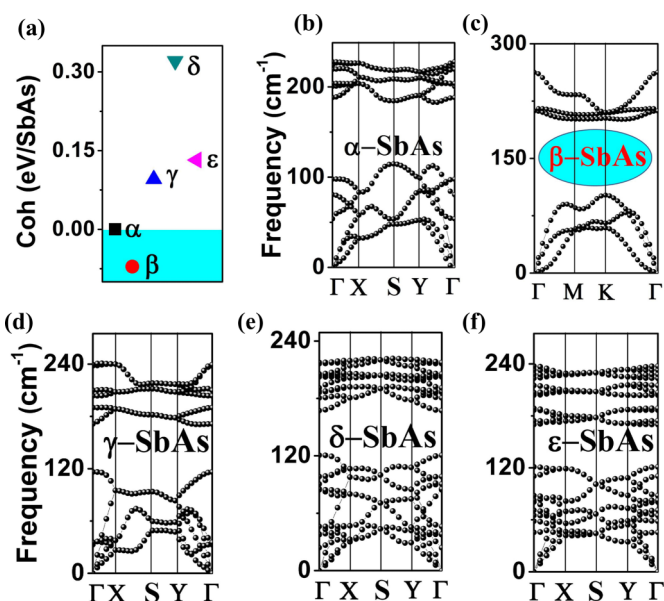 (a)
Coh (eV/SbAs)
0.30
0.15
0.00
δ
ε
γ
α
β
(b)
Frequency (cm⁻¹)
200
100
0
α–SbAs
Γ X S Y Γ
(c)
300
150
0
β–SbAs
Γ M K Γ
(d)
Frequency (cm⁻¹)
240
120
0
γ–SbAs
Γ X S Y Γ
(e)
240
120
0
δ–SbAs
Γ X S Y Γ
(f)
240
120
0
ε–SbAs
Γ X S Y Γ